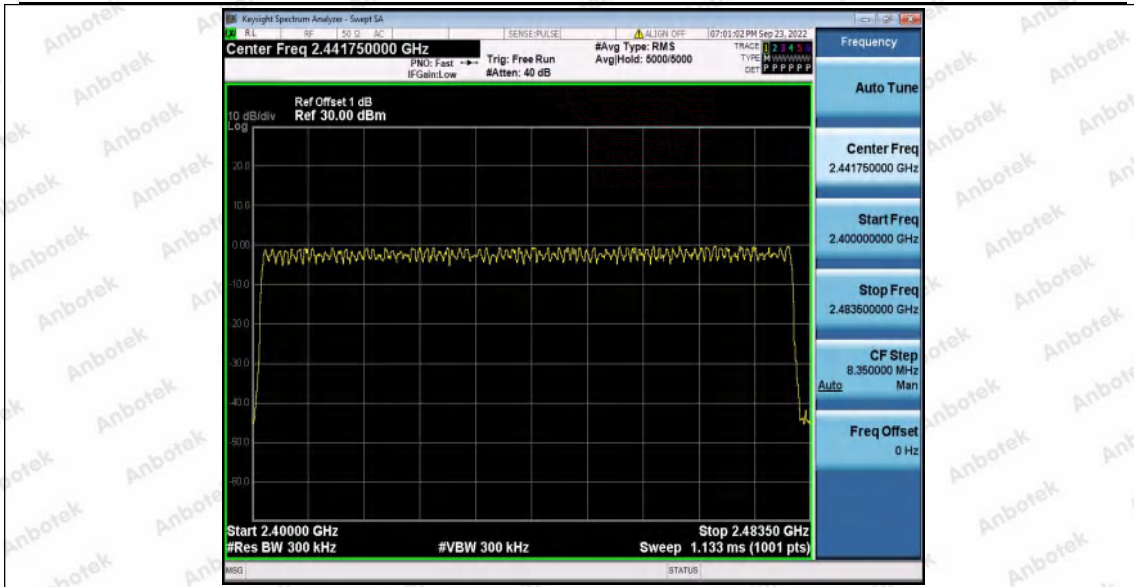 Keysight Spectrum Analyzer - Swept SA
RL RF 50 Ω AC SENSE:PULSE ALIGN OFF 07:01:02 PM Sep 23, 2022
Center Freq 2.441750000 GHz
PNO: Fast
IFGain:Low
Trig: Free Run
#Atten: 40 dB
#Avg Type: RMS
Avg|Hold: 5000/5000
TRACE 1 2 3 4 5 6
TYPE M
DET P P P P P P
Ref Offset 1 dB
10 dB/div Ref 30.00 dBm
Log
20.0
10.0
0.00
-10.0
-20.0
-30.0
-40.0
-50.0
-60.0
Start 2.40000 GHz Stop 2.48350 GHz
#Res BW 300 kHz #VBW 300 kHz Sweep 1.133 ms (1001 pts)
MSG STATUS
Frequency
Auto Tune
Center Freq
2.441750000 GHz
Start Freq
2.400000000 GHz
Stop Freq
2.483500000 GHz
CF Step
8.350000 MHz
Auto Man
Freq Offset
0 Hz
Anbotek